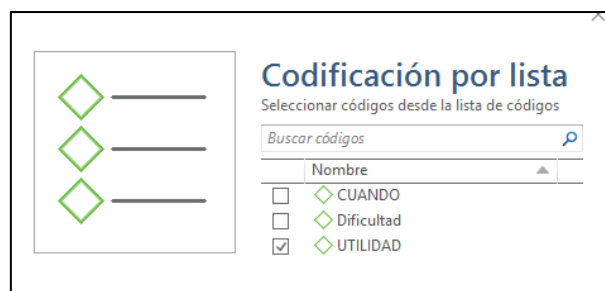 Codificación por lista
Seleccionar códigos desde la lista de códigos
Buscar códigos
Nombre
CUANDO
Dificultad
UTILIDAD